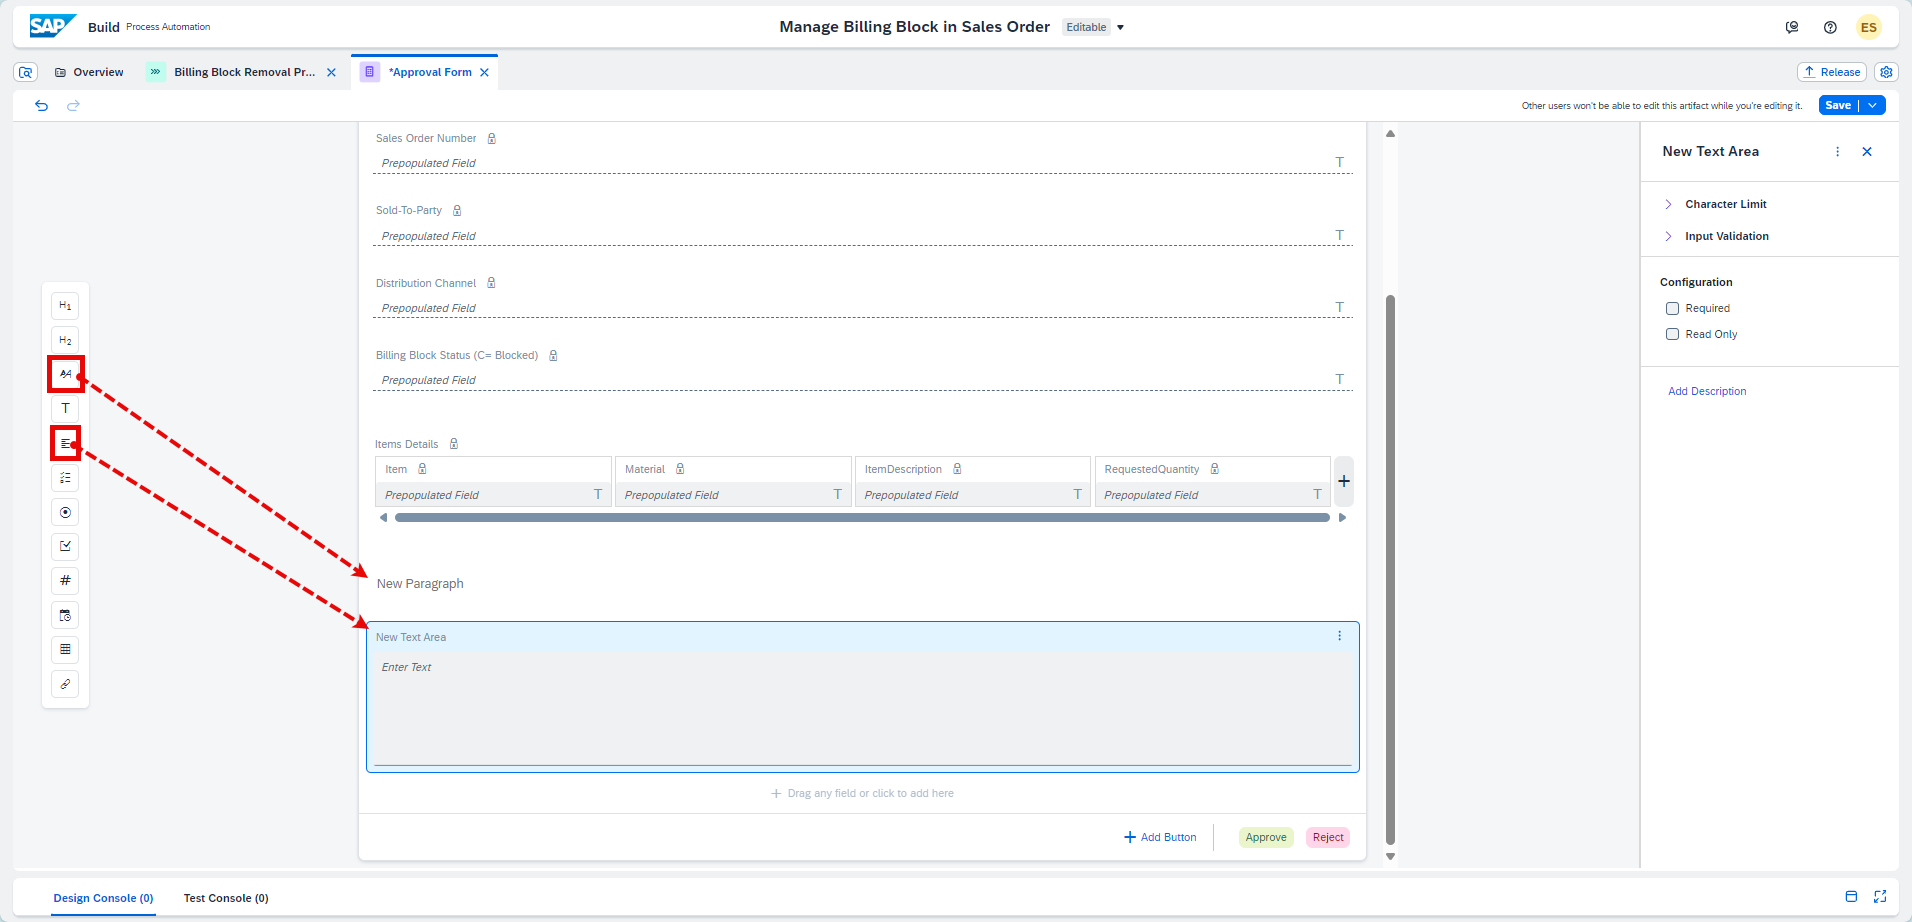 SAP Build Process Automation
Manage Billing Block in Sales Order Editable
ES
Overview
Billing Block Removal Pr...
*Approval Form
Release
Other users won't be able to edit this artifact while you're editing it.
Save
Sales Order Number
Prepopulated Field T
Sold-To-Party
Prepopulated Field T
Distribution Channel
Prepopulated Field T
Billing Block Status (C= Blocked)
Prepopulated Field T
Items Details
Item Material ItemDescription RequestedQuantity
Prepopulated Field T Prepopulated Field T Prepopulated Field T Prepopulated Field T
+
New Paragraph
New Text Area
Enter Text
+ Drag any field or click to add here
+ Add Button
Approve
Reject
H1
H2
AA
T
#
New Text Area
Character Limit
Input Validation
Configuration
Required
Read Only
Add Description
Design Console (0)
Test Console (0)